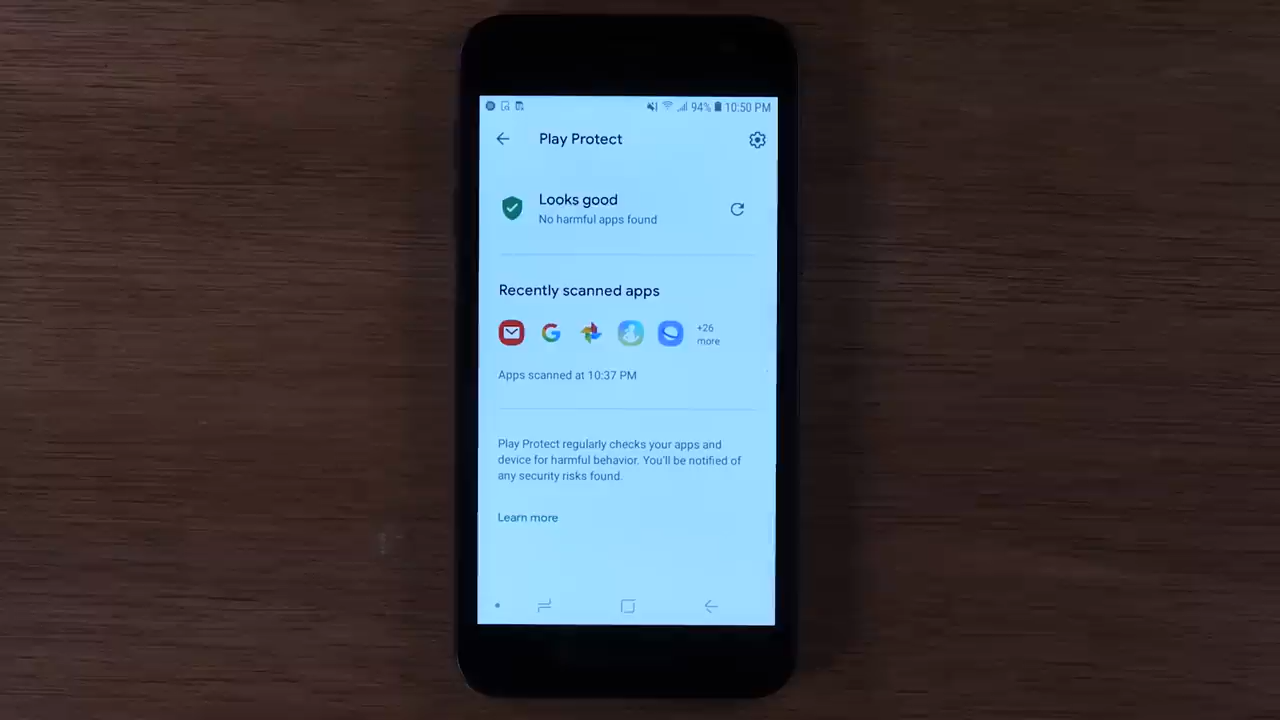 94% 10:50 PM
Play Protect
Looks good
No harmful apps found
Recently scanned apps
+26
more
Apps scanned at 10:37 PM
Play Protect regularly checks your apps and
device for harmful behavior. You'll be notified of
any security risks found.
Learn more